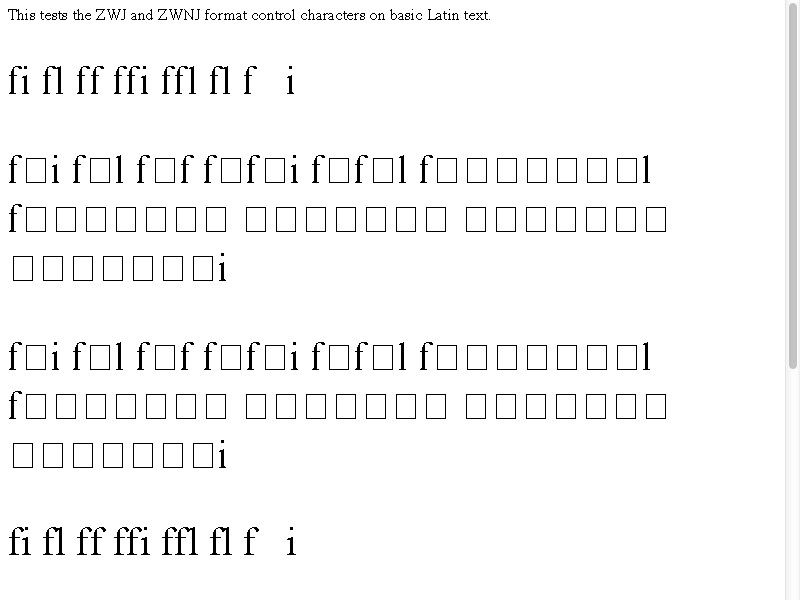 This tests the ZWJ and ZWNJ format control characters on basic Latin text.
fi fl ff ffi ffl fl f   i
f□i f□l f□f f□f□i f□f□l f□□□□□□□l
f□□□□□□□ □□□□□□□ □□□□□□□
□□□□□□□i
f□i f□l f□f f□f□i f□f□l f□□□□□□□l
f□□□□□□□ □□□□□□□ □□□□□□□
□□□□□□□i
fi fl ff ffi ffl fl f   i